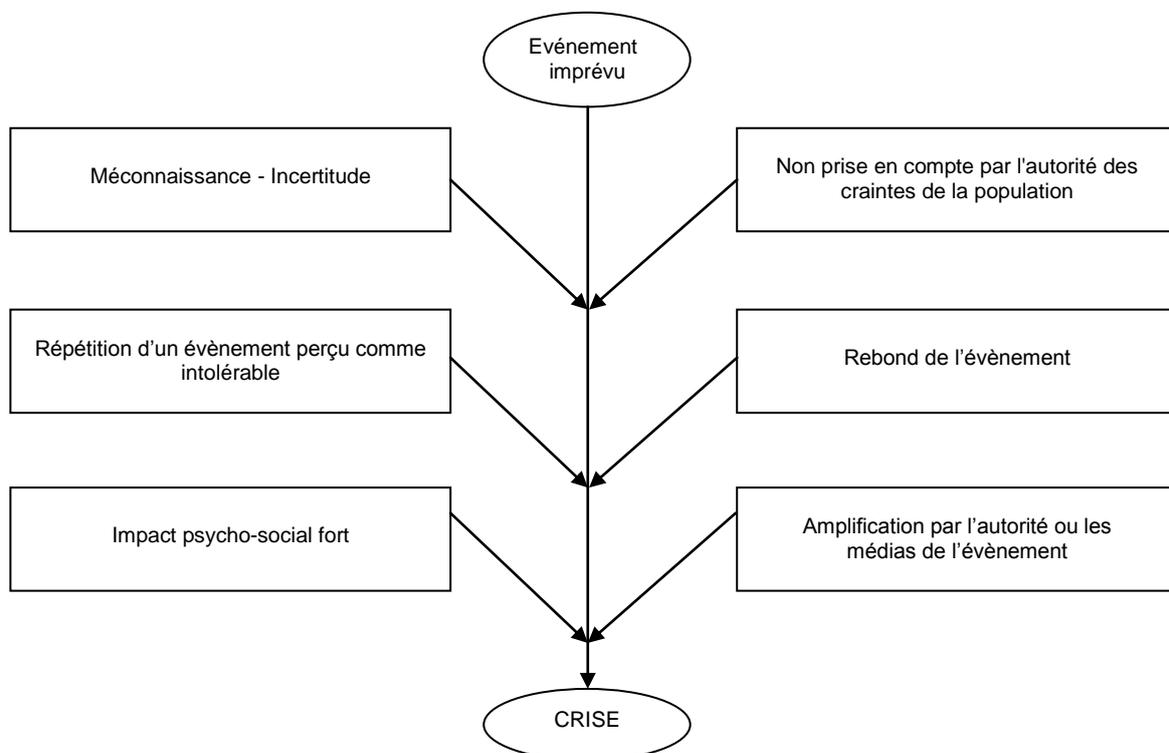 Evénement
imprévu
Méconnaissance - Incertitude
Non prise en compte par l'autorité des
craintes de la population
Répétition d’un évènement perçu comme
intolérable
Rebond de l’évènement
Impact psycho-social fort
Amplification par l’autorité ou les
médias de l’évènement
CRISE